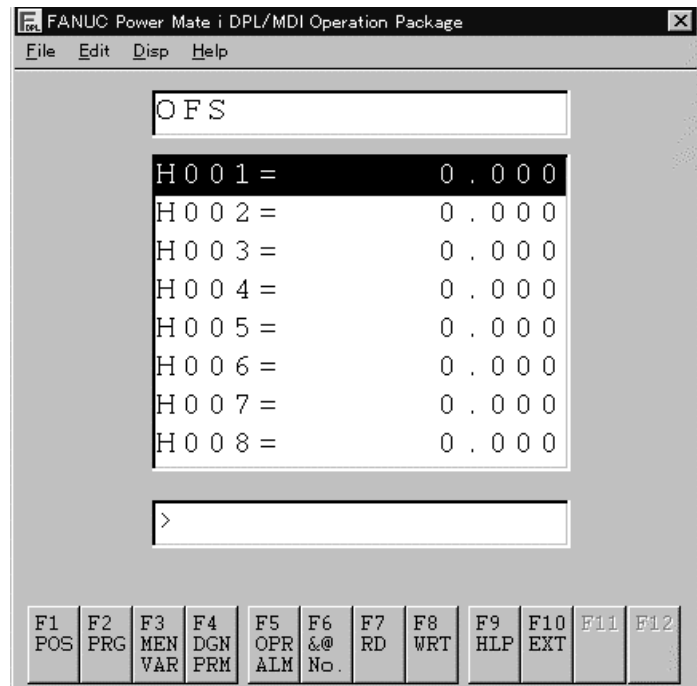 FANUC Power Mate i DPL/MDI Operation Package
File Edit Disp Help
OFS
H001= 0.000
H002= 0.000
H003= 0.000
H004= 0.000
H005= 0.000
H006= 0.000
H007= 0.000
H008= 0.000
>
F1 F2 F3 F4 F5 F6 F7 F8 F9 F10 F11 F12
POS PRG MEN DGN OPR &@ RD WRT HLP EXT
VAR PRM ALM No.